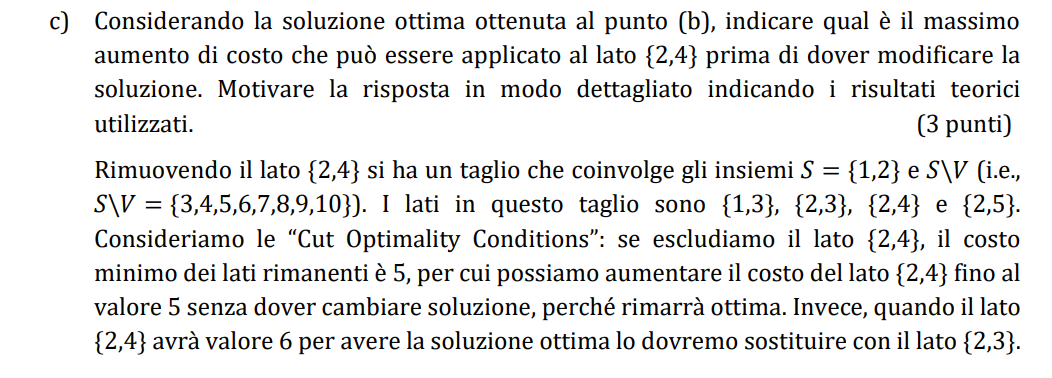 c) Considerando la soluzione ottima ottenuta al punto (b), indicare qual è il massimo
aumento di costo che può essere applicato al lato {2,4} prima di dover modificare la
soluzione. Motivare la risposta in modo dettagliato indicando i risultati teorici
utilizzati. (3 punti)
Rimuovendo il lato {2,4} si ha un taglio che coinvolge gli insiemi S = {1,2} e S\V (i.e.,
S\V = {3,4,5,6,7,8,9,10}). I lati in questo taglio sono {1,3}, {2,3}, {2,4} e {2,5}.
Consideriamo le “Cut Optimality Conditions”: se escludiamo il lato {2,4}, il costo
minimo dei lati rimanenti è 5, per cui possiamo aumentare il costo del lato {2,4} fino al
valore 5 senza dover cambiare soluzione, perché rimarrà ottima. Invece, quando il lato
{2,4} avrà valore 6 per avere la soluzione ottima lo dovremo sostituire con il lato {2,3}.